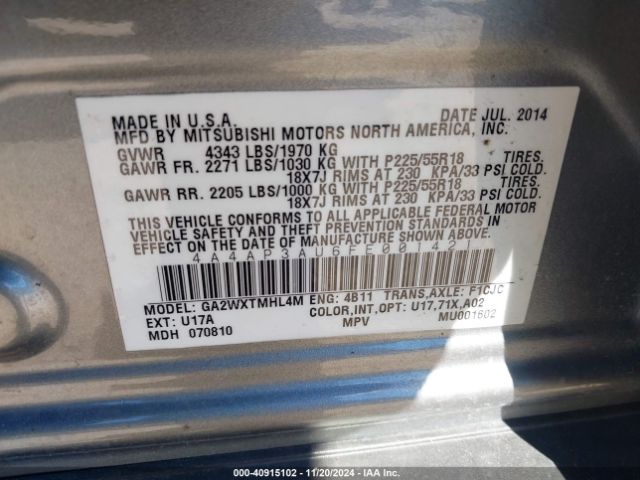 MADE IN U.S.A. DATE JUL. 2014
MFD BY MITSUBISHI MOTORS NORTH AMERICA, INC.
GVWR 4343 LBS/1970 KG
GAWR FR. 2271 LBS/1030 KG WITH P225/55R18 TIRES.
18X7J RIMS AT 230 KPA/33 PSI COLD.
GAWR RR. 2205 LBS/1000 KG WITH P225/55R18 TIRES.
18X7J RIMS AT 230 KPA/33 PSI COLD.
THIS VEHICLE CONFORMS TO ALL APPLICABLE FEDERAL MOTOR
VEHICLE SAFETY AND THEFT PREVENTION STANDARDS IN
EFFECT ON THE DATE OF MANUFACTURE SHOWN ABOVE.
4A4AP3AU6FE001421
MODEL: GA2WXTMHL4M ENG: 4B11 TRANS,AXLE: F1CJC
EXT: U17A COLOR,INT,OPT: U17,71X,A02
MDH 070810 MPV MU001602
000-40915102 - 11/20/2024 - IAA Inc.